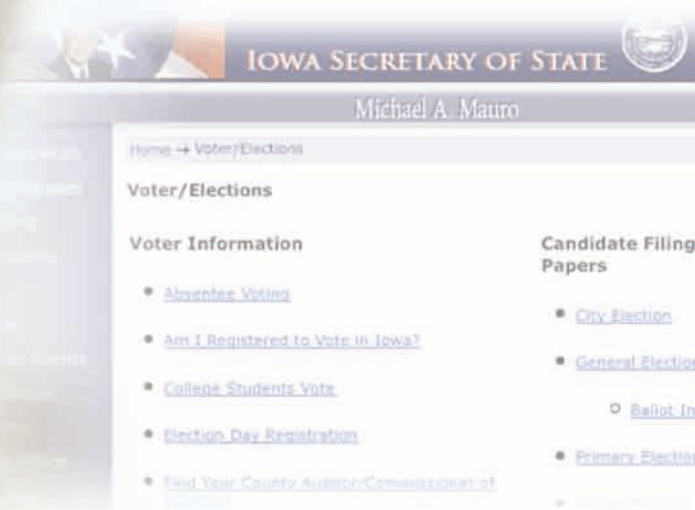 IOWA SECRETARY OF STATE
Michael A. Mauro
Home → Voter/Elections
Voter/Elections
Voter Information
Absentee Voting
Am I Registered to Vote in Iowa?
College Students Vote
Election Day Registration
Find Your County Auditor/Commissioner of
Candidate Filing
Papers
City Election
General Election
Ballot In
Primary Election